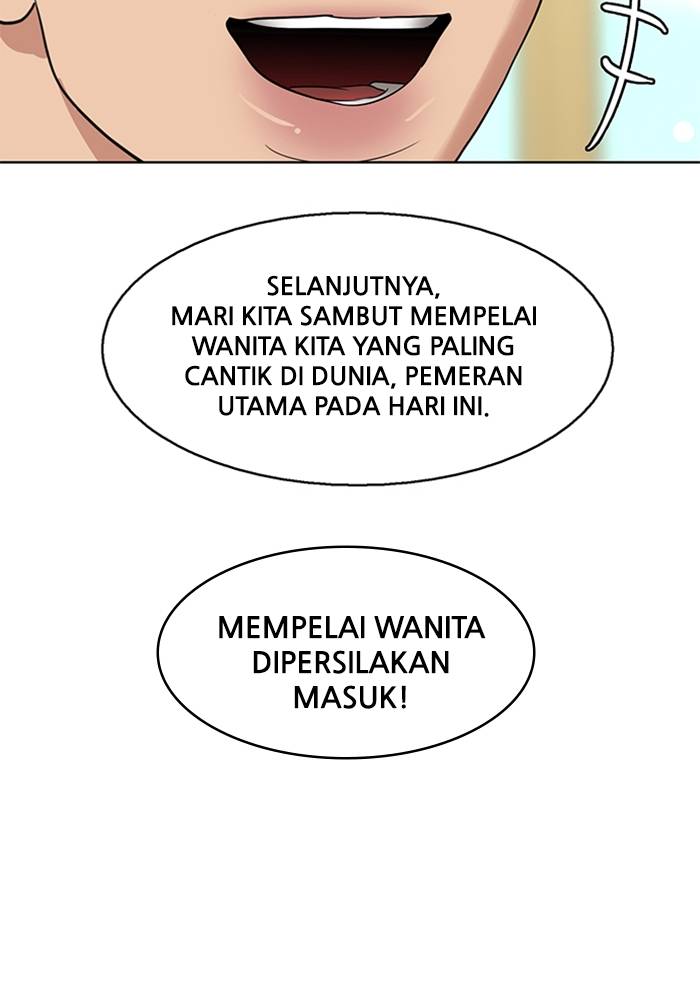 SELANJUTNYA,
MARI KITA SAMBUT MEMPELAI
WANITA KITA YANG PALING
CANTIK DI DUNIA, PEMERAN
UTAMA PADA HARI INI.
MEMPELAI WANITA
DIPERSILAKAN
MASUK!